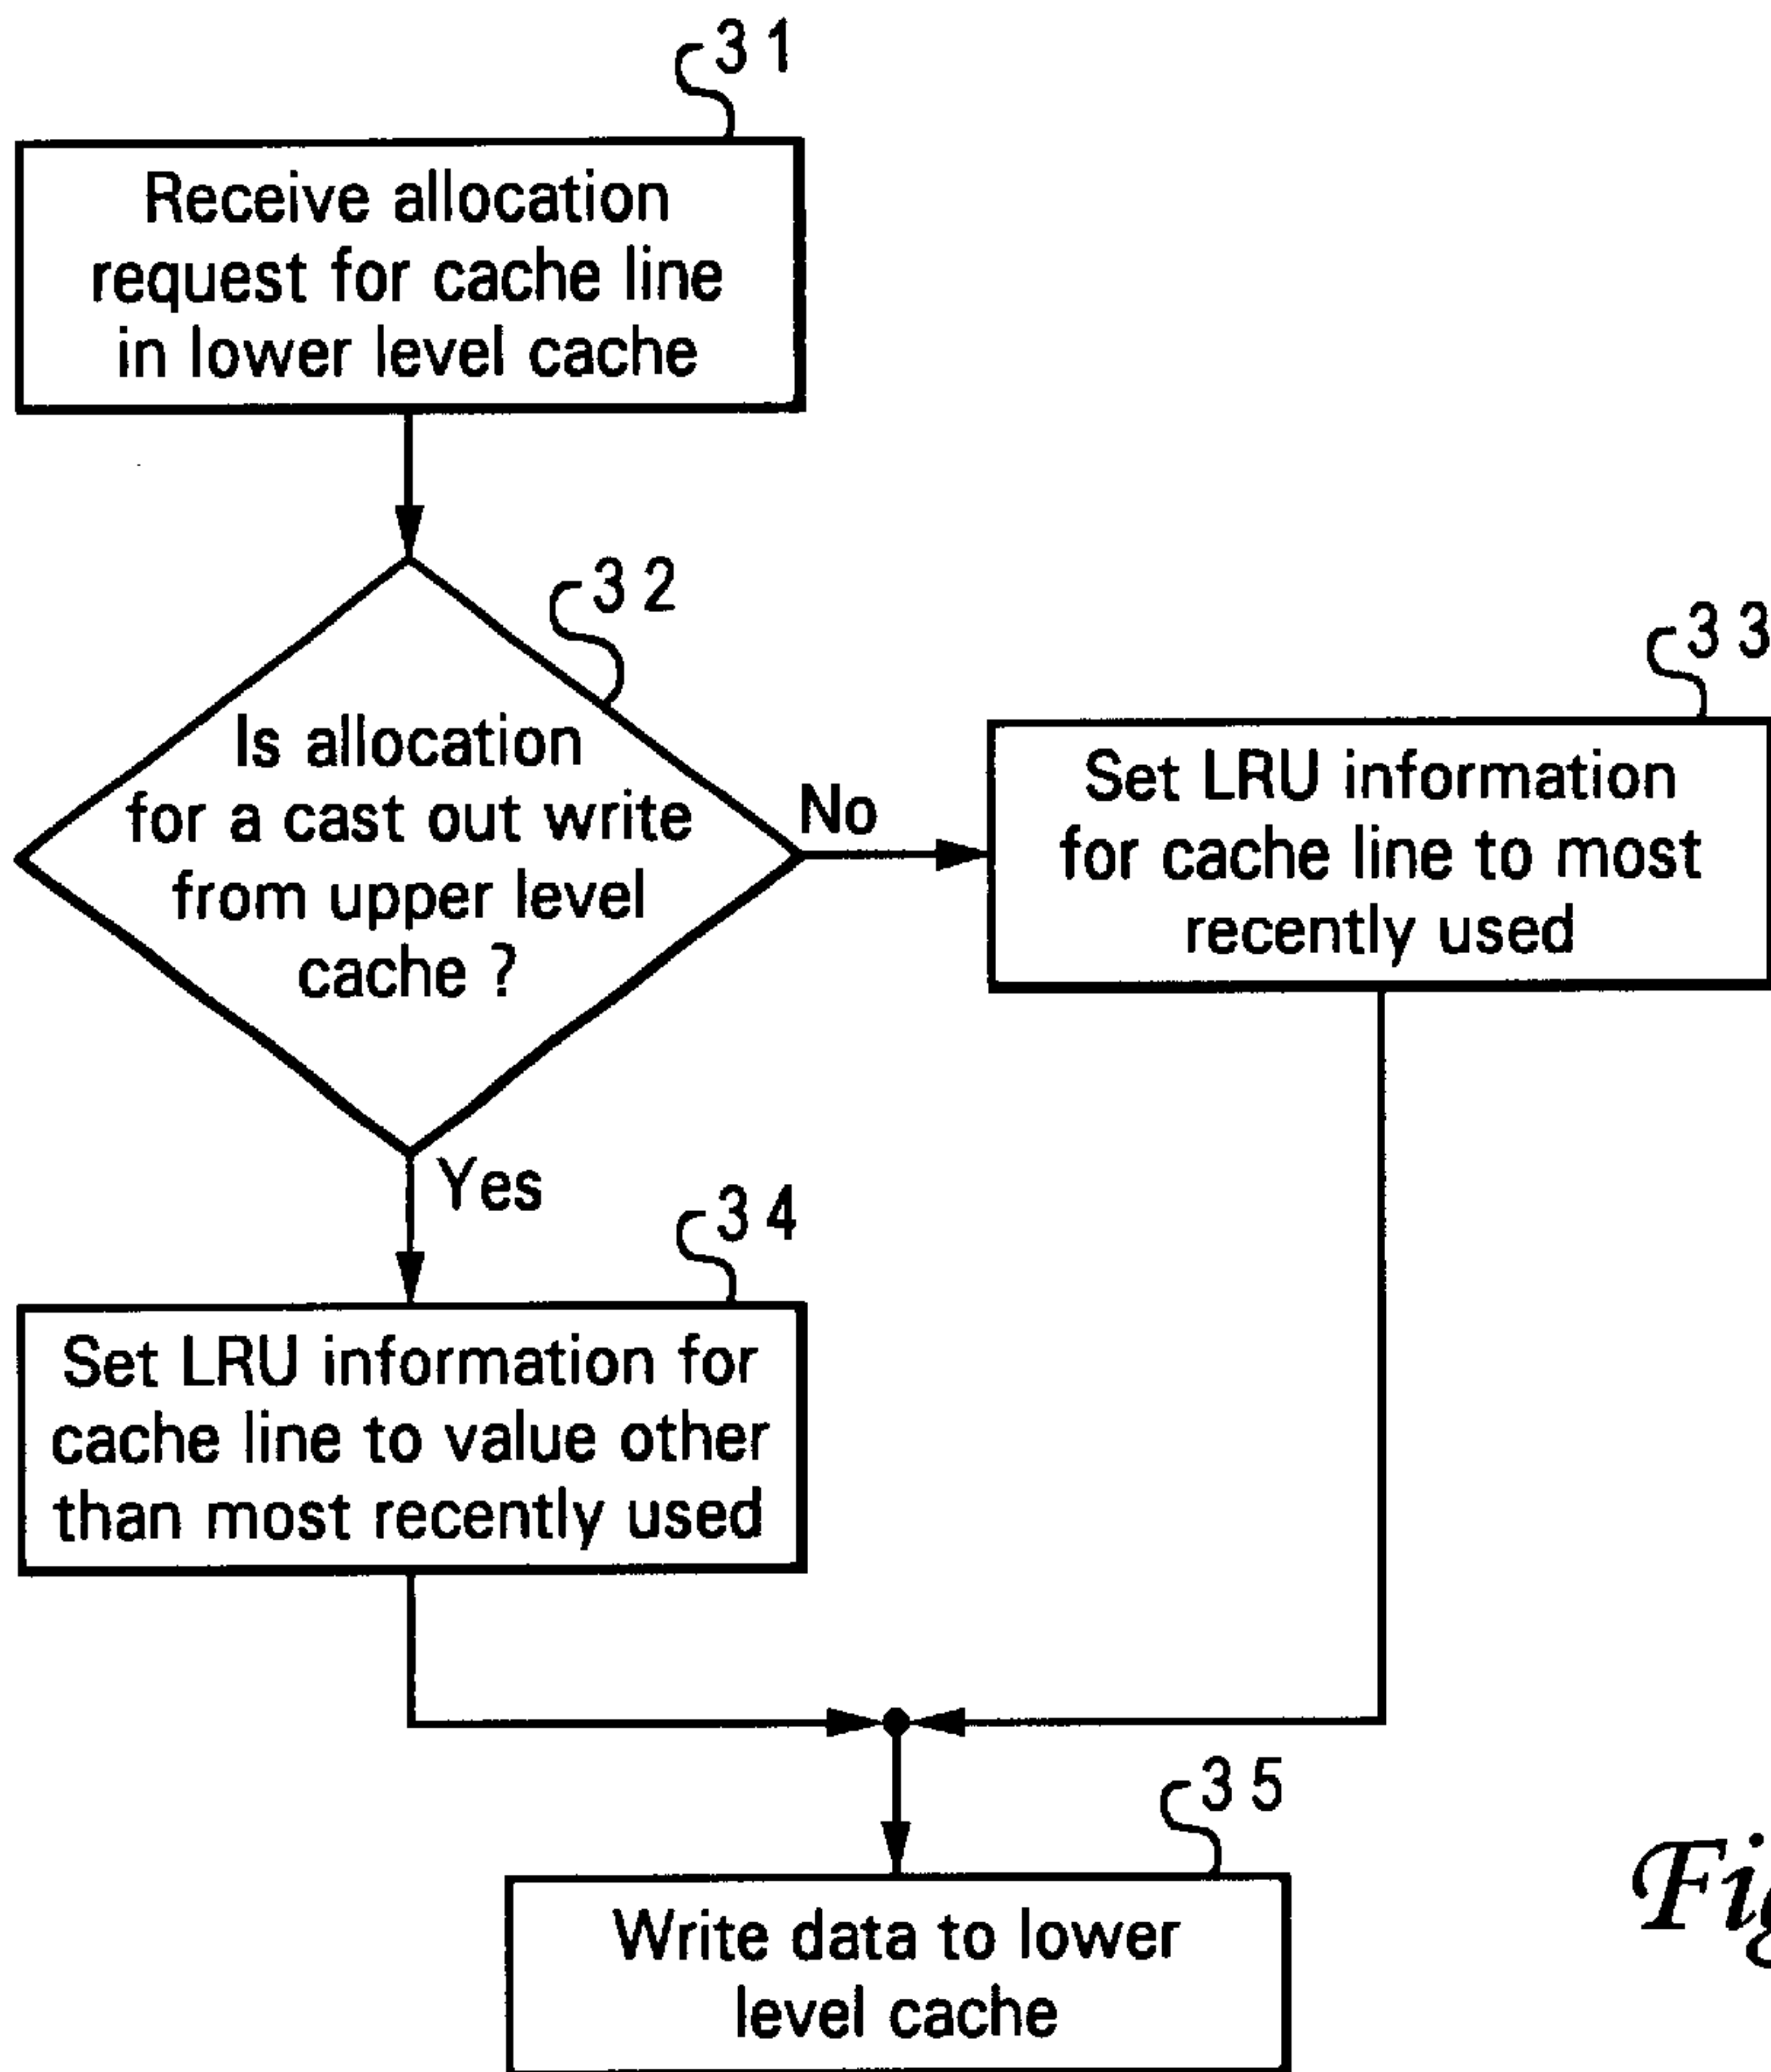 31
Receive allocation
request for cache line
in lower level cache
32
Is allocation
for a cast out write
from upper level
cache ?
No
33
Set LRU information
for cache line to most
recently used
Yes
34
Set LRU information for
cache line to value other
than most recently used
35
Write data to lower
level cache